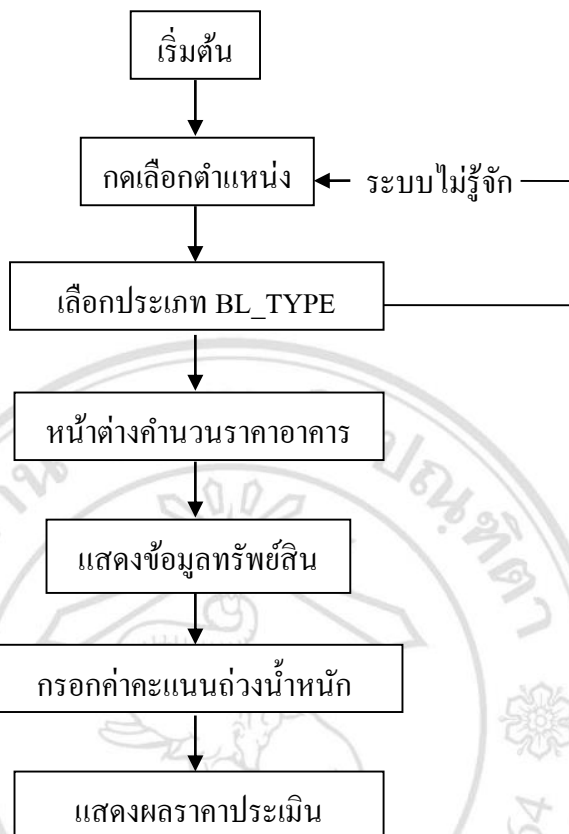 เริ่มต้น
กดเลือกตำแหน่ง
ระบบไม่รู้จัก
เลือกประเภท BL_TYPE
หน้าต่างคำนวนราคาอาคาร
แสดงข้อมูลทรัพย์สิน
กรอกค่าคะแนนถ่วงน้ำหนัก
แสดงผลราคาประเมิน
64